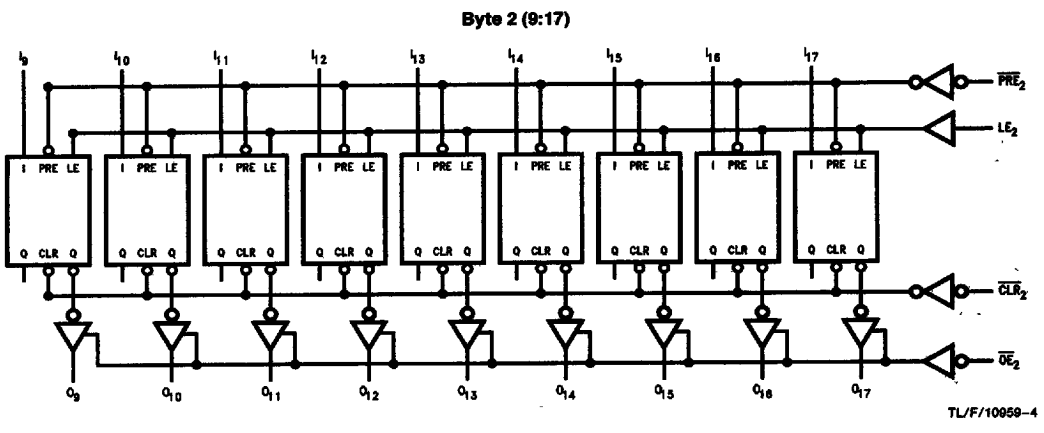 Byte 2 (9:17)
I9 I10 I11 I12 I13 I14 I15 I16 I17
PRE2
LE2
I PRE LE I PRE LE I PRE LE I PRE LE I PRE LE I PRE LE I PRE LE I PRE LE I PRE LE
Q CLR Q Q CLR Q Q CLR Q Q CLR Q Q CLR Q Q CLR Q Q CLR Q Q CLR Q Q CLR Q
CLR2
OE2
O9 O10 O11 O12 O13 O14 O15 O16 O17
TL/F/10959-4